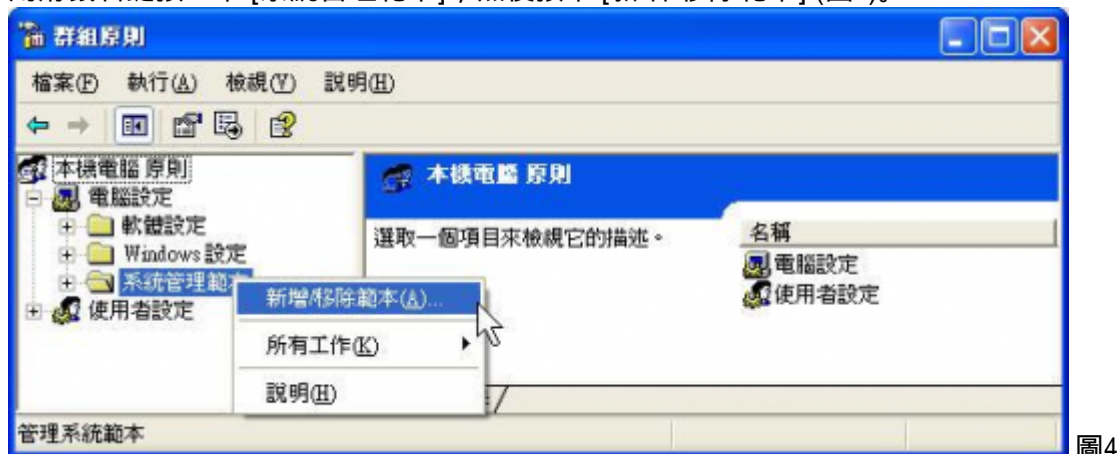 群組原則
檔案(F) 執行(A) 檢視(V) 說明(H)
本機電腦 原則
電腦設定
軟體設定
Windows 設定
系統管理範
使用者設定
新增/移除範本(A)...
所有工作(K)
說明(H)
本機電腦 原則
選取一個項目來檢視它的描述。
名稱
電腦設定
使用者設定
管理系統範本
圖4